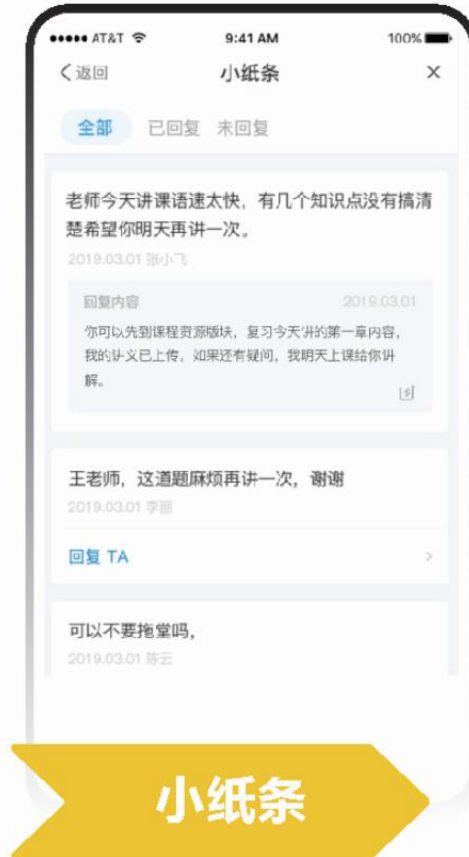 AT&T 9:41 AM 100%
返回 小纸条 ×
全部 已回复 未回复
老师今天讲课语速太快，有几个知识点没有搞清
楚希望你明天再讲一次。
2019.03.01 张小飞
回复内容 2019.03.01
你可以先到课程资源版块，复习今天讲的第一章内容，
我的讲义已上传，如果还有疑问，我明天上课给你讲
解。
王老师，这道题麻烦再讲一次，谢谢
2019.03.01 李丽
回复 TA
可以不要拖堂吗，
2019.03.01 陈云
小纸条